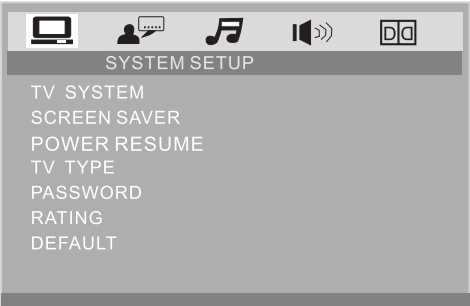 SYSTEM SETUP
TV SYSTEM
SCREEN SAVER
POWER RESUME
TV TYPE
PASSWORD
RATING
DEFAULT